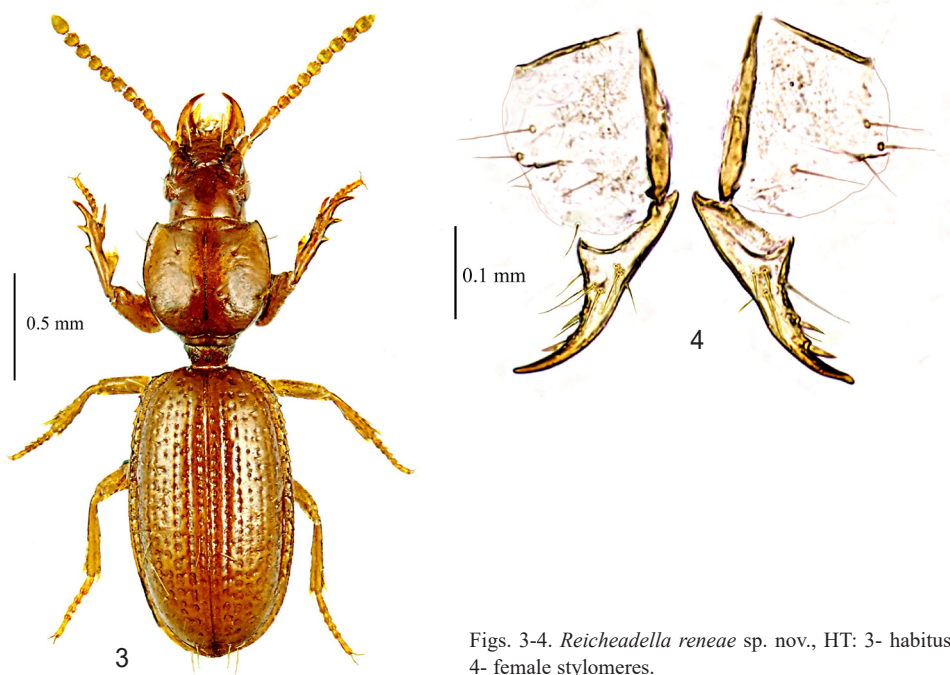 0.5 mm
3
0.1 mm
4
Figs. 3-4. Reicheadella reneae sp. nov., HT: 3- habitus
4- female stylomeres.